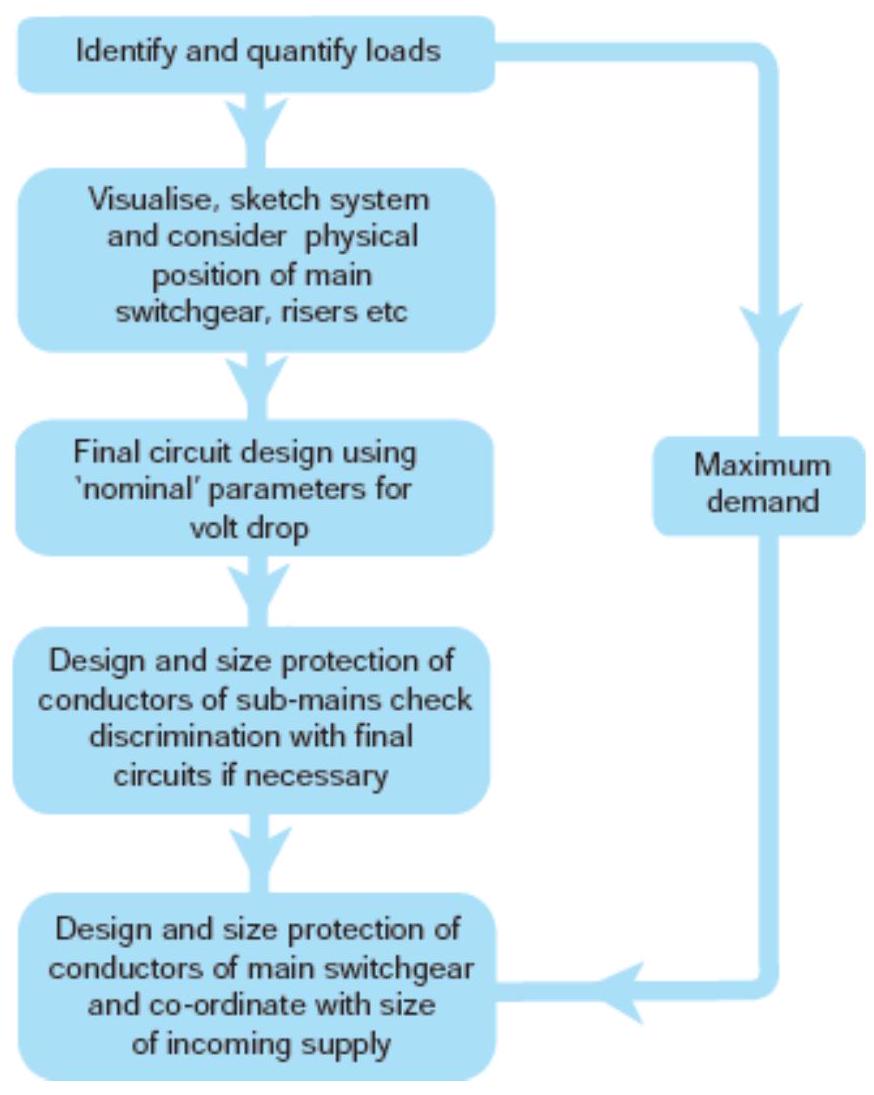 Identify and quantify loads
Visualise, sketch system
and consider physical
position of main
switchgear, risers etc
Final circuit design using
‘nominal’ parameters for
volt drop
Maximum
demand
Design and size protection of
conductors of sub-mains check
discrimination with final
circuits if necessary
Design and size protection of
conductors of main switchgear
and co-ordinate with size
of incoming supply